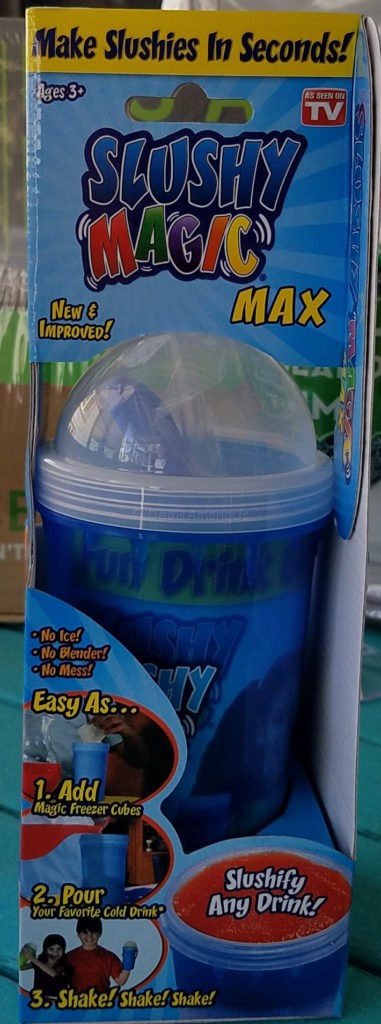 Make Slushies In Seconds!
Ages 3+
AS SEEN ON
TV
SLUSHY
MAGIC
MAX
NEW &
IMPROVED!
Fun Drink
SLUSHY
• No Ice!
• No Blender!
• No Mess!
Easy As...
1. Add
Magic Freezer Cubes
2. Pour
Your Favorite Cold Drink*
Slushify
Any Drink!
3. Shake! Shake! Shake!